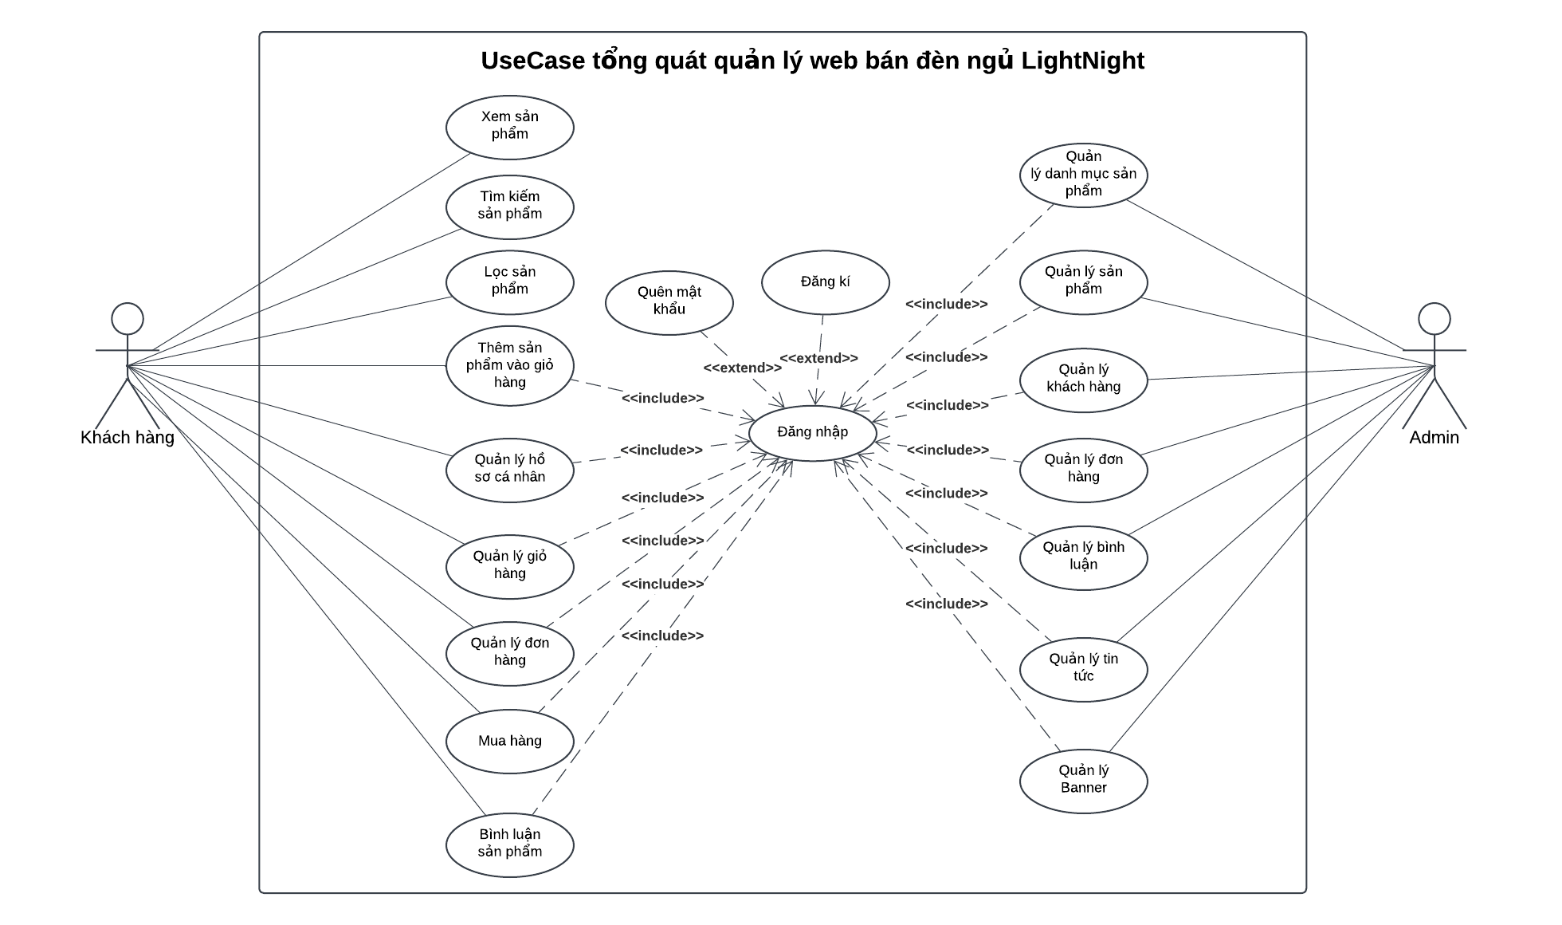 UseCase tổng quát quản lý web bán đèn ngủ LightNight
Xem sản
phẩm
Tìm kiếm
sản phẩm
Lọc sản
phẩm
Thêm sản
phẩm vào giỏ
hàng
Quản lý hồ
sơ cá nhân
Quản lý giỏ
hàng
Quản lý đơn
hàng
Mua hàng
Bình luận
sản phẩm
Khách hàng
Quên mật
khẩu
Đăng kí
<<extend>>
<<extend>>
Đăng nhập
<<include>>
<<include>>
<<include>>
<<include>>
<<include>>
<<include>>
<<include>>
<<include>>
<<include>>
<<include>>
<<include>>
<<include>>
<<include>>
Quản
lý danh mục sản
phẩm
Quản lý sản
phẩm
Quản lý
khách hàng
Quản lý đơn
hàng
Quản lý bình
luận
Quản lý tin
tức
Quản lý
Banner
Admin